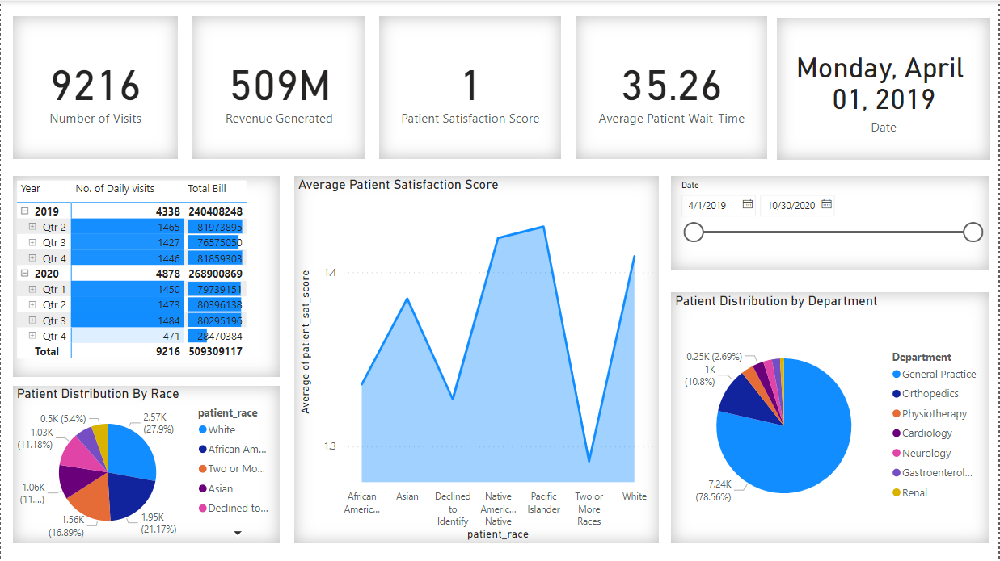 9216
Number of Visits
509M
Revenue Generated
1
Patient Satisfaction Score
35.26
Average Patient Wait-Time
Monday, April
01, 2019
Date
Year No. of Daily visits Total Bill
2019 4338 240408248
Qtr 2 1465 81973895
Qtr 3 1427 76575050
Qtr 4 1446 81859303
2020 4878 268900869
Qtr 1 1450 79739151
Qtr 2 1473 80396138
Qtr 3 1484 80295196
Qtr 4 471 28470384
Total 9216 509309117
Patient Distribution By Race
0.5K (5.4%)
1.03K
(11.18%)
1.06K
(11....)
1.56K
(16.89%)
2.57K
(27.9%)
1.95K
(21.17%)
patient_race
White
African Am...
Two or Mo...
Asian
Declined to...
Average Patient Satisfaction Score
Average of patient_sat_score
1.4
1.3
African
Americ...
Asian
Declined
to
Identify
Native
Americ...
Native
Pacific
Islander
Two or
More
Races
White
patient_race
Date
4/1/2019 10/30/2020
Patient Distribution by Department
0.25K (2.69%)
1K
(10.8%)
7.24K
(78.56%)
Department
General Practice
Orthopedics
Physiotherapy
Cardiology
Neurology
Gastroenterol...
Renal